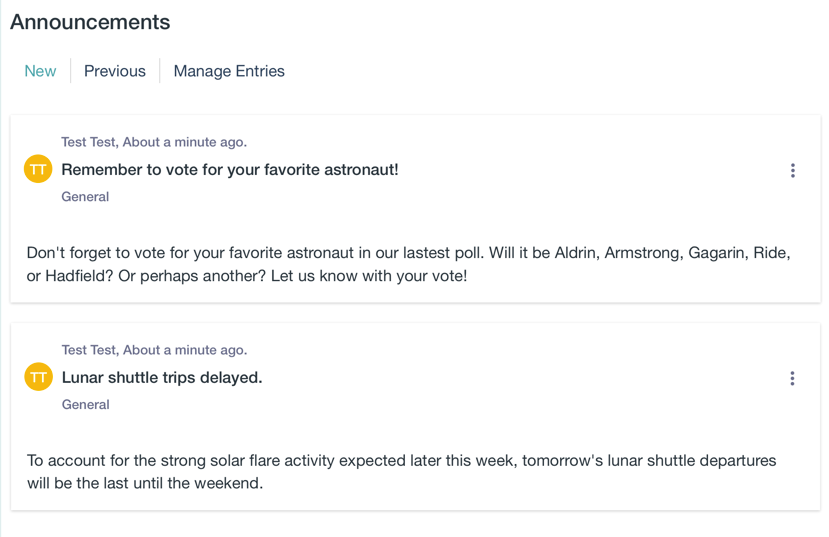 Announcements
New
Previous
Manage Entries
Test Test, About a minute ago.
TT
Remember to vote for your favorite astronaut!
General
Don't forget to vote for your favorite astronaut in our lastest poll. Will it be Aldrin, Armstrong, Gagarin, Ride,
or Hadfield? Or perhaps another? Let us know with your vote!
Test Test, About a minute ago.
TT
Lunar shuttle trips delayed.
General
To account for the strong solar flare activity expected later this week, tomorrow's lunar shuttle departures
will be the last until the weekend.